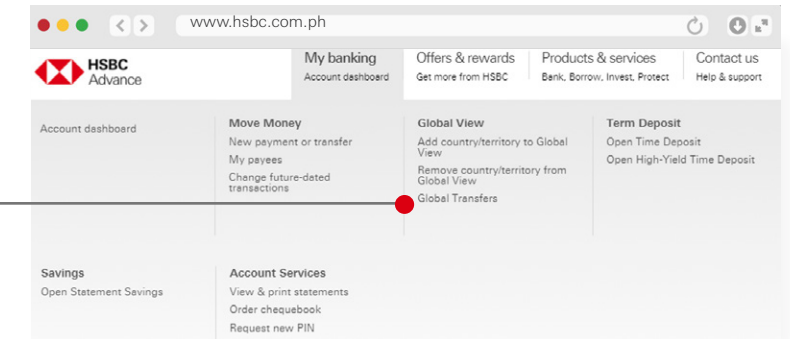 www.hsbc.com.ph
HSBC
Advance
My banking
Account dashboard
Offers & rewards
Get more from HSBC
Products & services
Bank, Borrow, Invest, Protect
Contact us
Help & support
Account dashboard
Move Money
New payment or transfer
My payees
Change future-dated
transactions
Global View
Add country/territory to Global
View
Remove country/territory from
Global View
Global Transfers
Term Deposit
Open Time Deposit
Open High-Yield Time Deposit
Savings
Open Statement Savings
Account Services
View & print statements
Order chequebook
Request new PIN